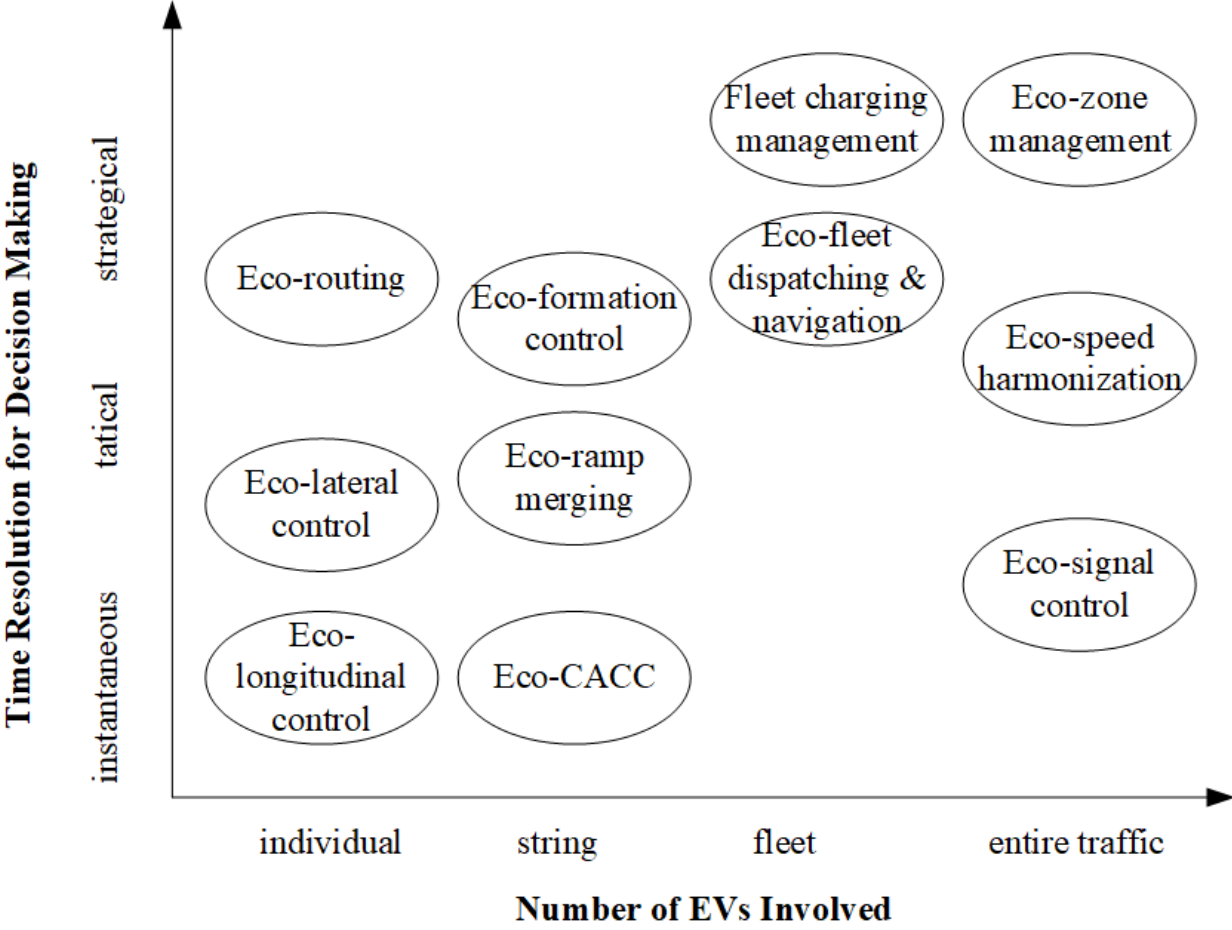 Time Resolution for Decision Making
strategical
tatical
instantaneous
Fleet charging
management
Eco-zone
management
Eco-routing
Eco-formation
control
Eco-fleet
dispatching &
navigation
Eco-speed
harmonization
Eco-lateral
control
Eco-ramp
merging
Eco-signal
control
Eco-
longitudinal
control
Eco-CACC
individual
string
fleet
entire traffic
Number of EVs Involved